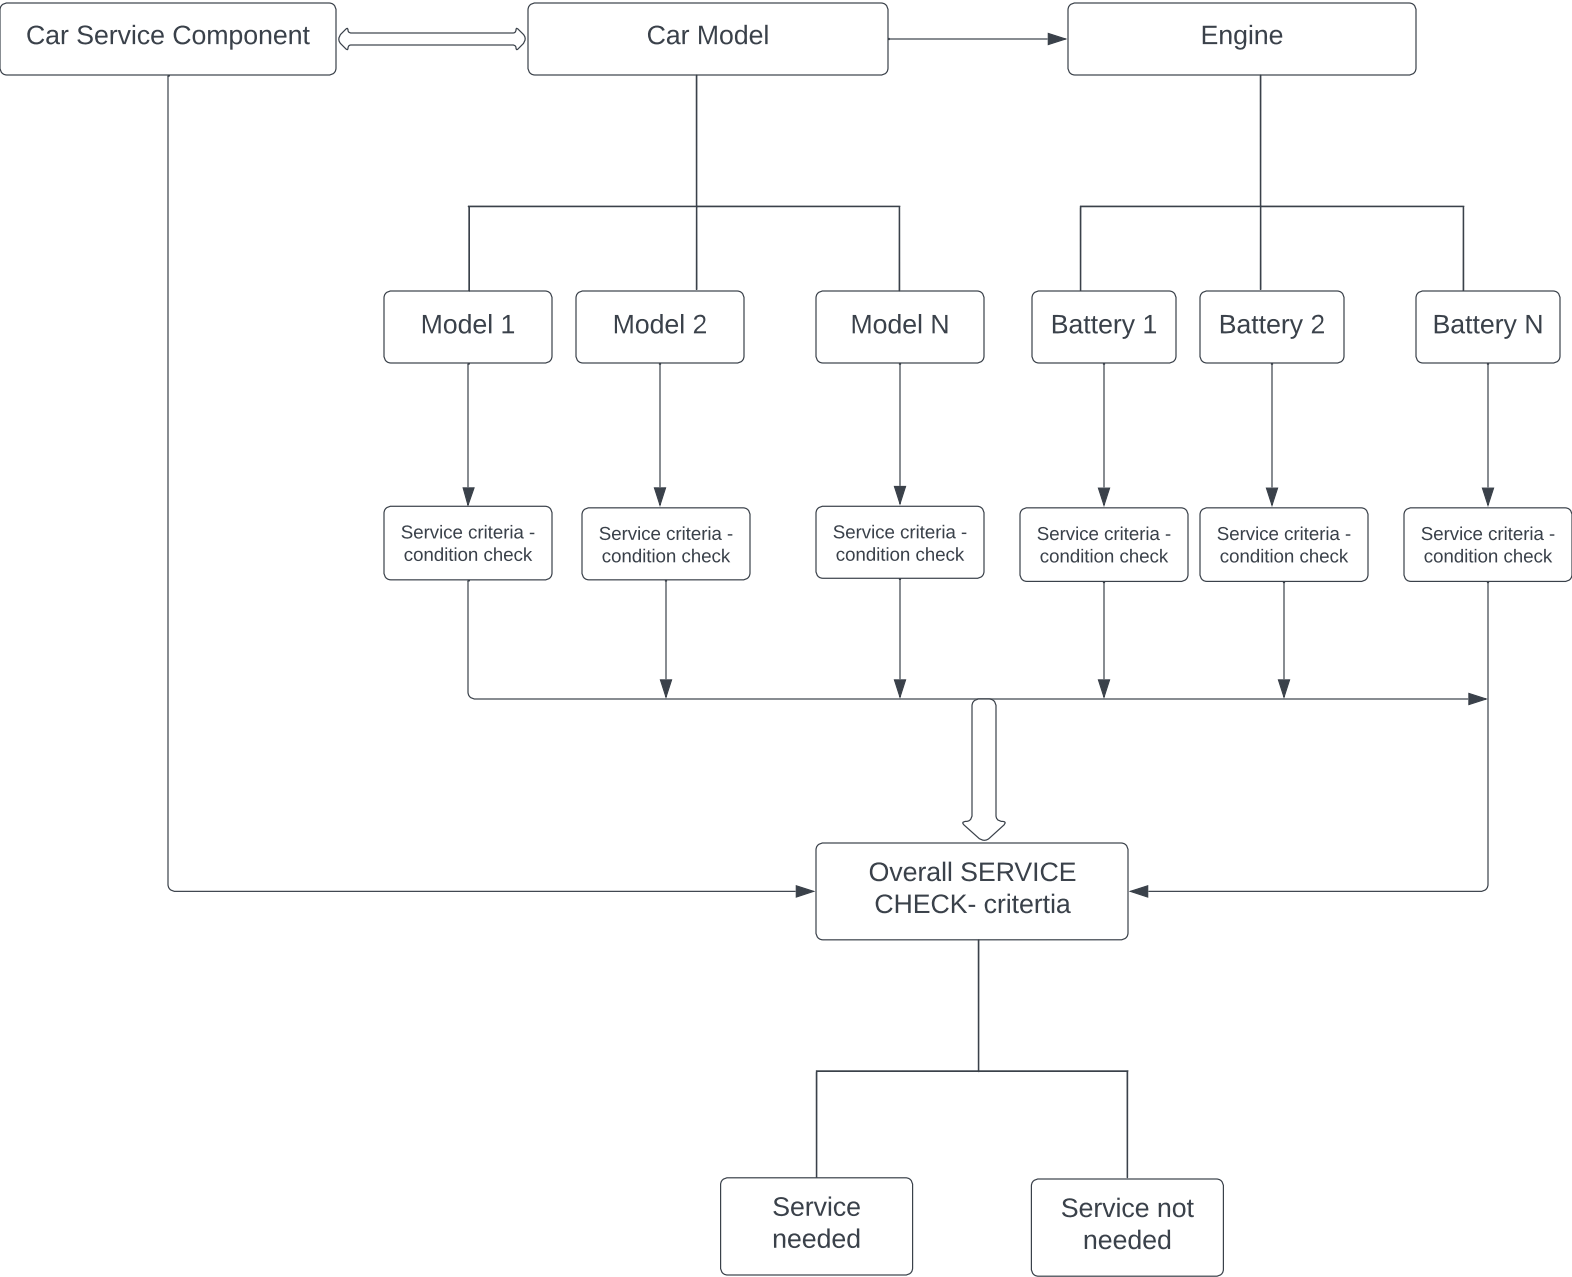 Car Service Component
Car Model
Engine
Model 1
Model 2
Model N
Battery 1
Battery 2
Battery N
Service criteria -
condition check
Service criteria -
condition check
Service criteria -
condition check
Service criteria -
condition check
Service criteria -
condition check
Service criteria -
condition check
Overall SERVICE
CHECK- critertia
Service
needed
Service not
needed